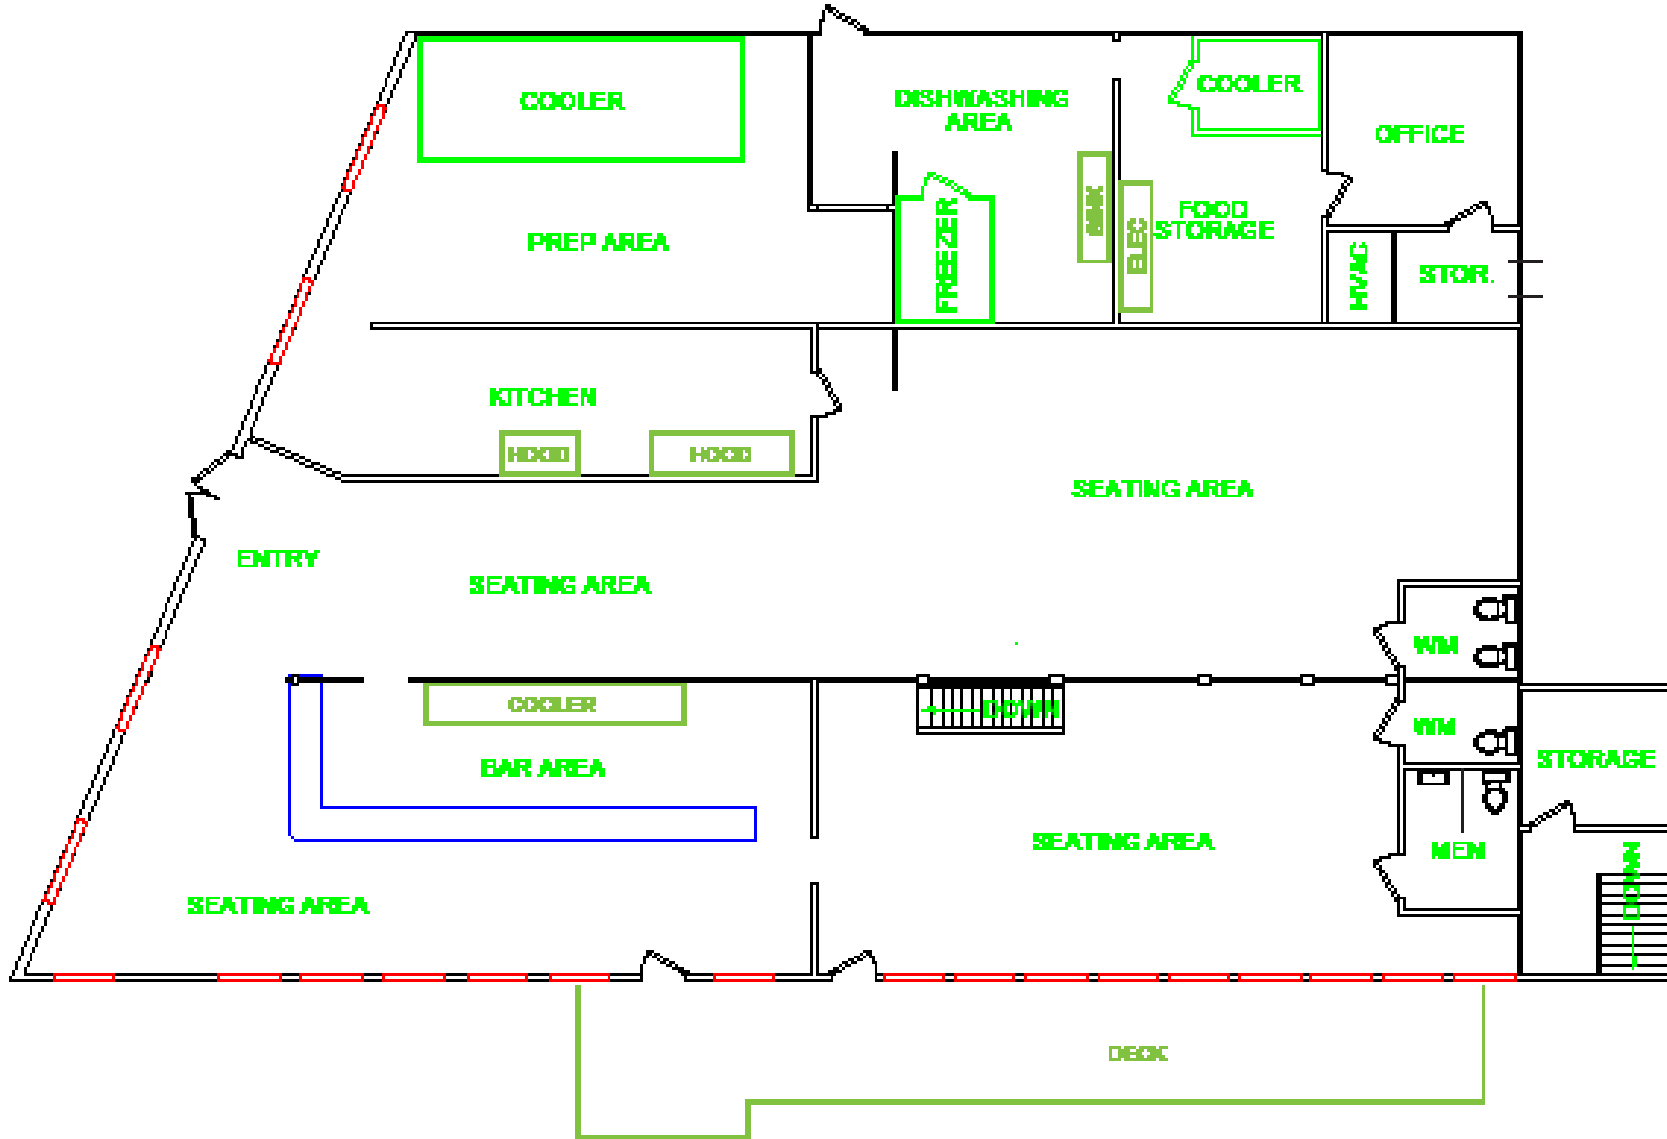 COOLER
DISHWASHING
AREA
COOLER
OFFICE
SINK
FREEZER
ELEC
FOOD
STORAGE
PREP AREA
HVAC
STOR.
KITCHEN
HOOD
HOOD
SEATING AREA
ENTRY
SEATING AREA
WM
COOLER
DOWN
WM
BAR AREA
STORAGE
SEATING AREA
MEN
DOWN
SEATING AREA
DECK